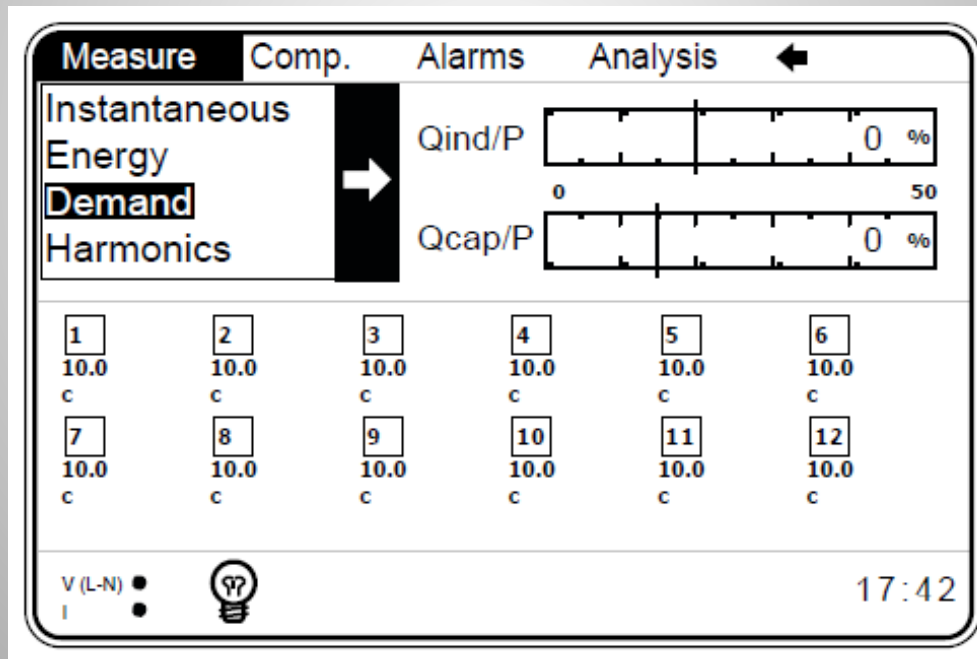 Measure Comp. Alarms Analysis
Instantaneous
Energy
Demand
Harmonics
Qind/P 0 %
0 50
Qcap/P 0 %
1 2 3 4 5 6
10.0 10.0 10.0 10.0 10.0 10.0
c c c c c c
7 8 9 10 11 12
10.0 10.0 10.0 10.0 10.0 10.0
c c c c c c
V (L-N)
I
17:42